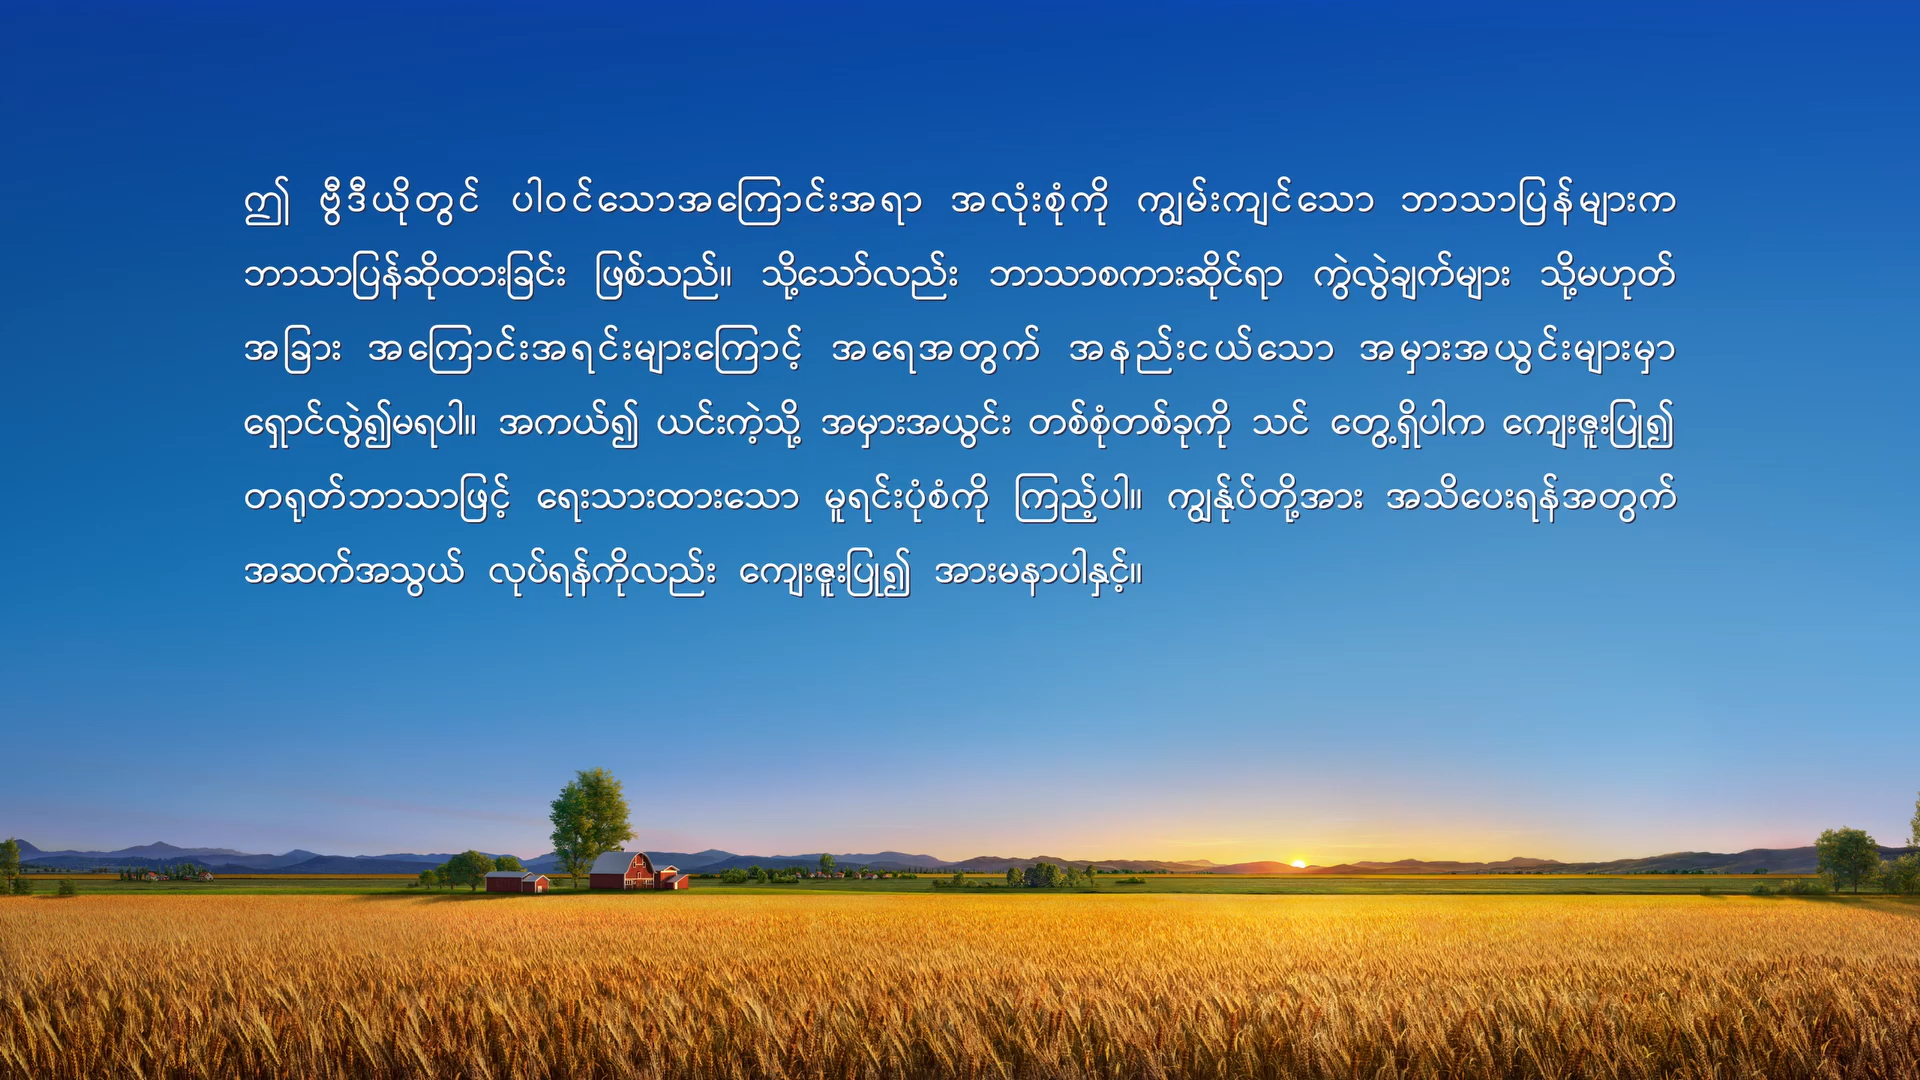 ဤ ဗွီဒီယိုတွင် ပါဝင်သောအကြောင်းအရာ အလုံးစုံကို ကျွမ်းကျင်သော ဘာသာပြန်များက
ဘာသာပြန်ဆိုထားခြင်း ဖြစ်သည်။ သို့သော်လည်း ဘာသာစကားဆိုင်ရာ ကွဲလွဲချက်များ သို့မဟုတ်
အခြား အကြောင်းအရင်းများကြောင့် အရေအတွက် အနည်းငယ်သော အမှားအယွင်းများမှာ
ရှောင်လွဲ၍မရပါ။ အကယ်၍ ယင်းကဲ့သို့ အမှားအယွင်း တစ်စုံတစ်ခုကို သင် တွေ့ရှိပါက ကျေးဇူးပြု၍
တရုတ်ဘာသာဖြင့် ရေးသားထားသော မူရင်းပုံစံကို ကြည့်ပါ။ ကျွန်ုပ်တို့အား အသိပေးရန်အတွက်
အဆက်အသွယ် လုပ်ရန်ကိုလည်း ကျေးဇူးပြု၍ အားမနာပါနှင့်။